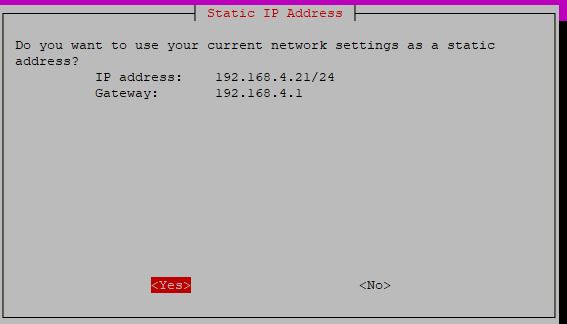 Static IP Address
Do you want to use your current network settings as a static
address?
IP address: 192.168.4.21/24
Gateway: 192.168.4.1
<Yes> <No>